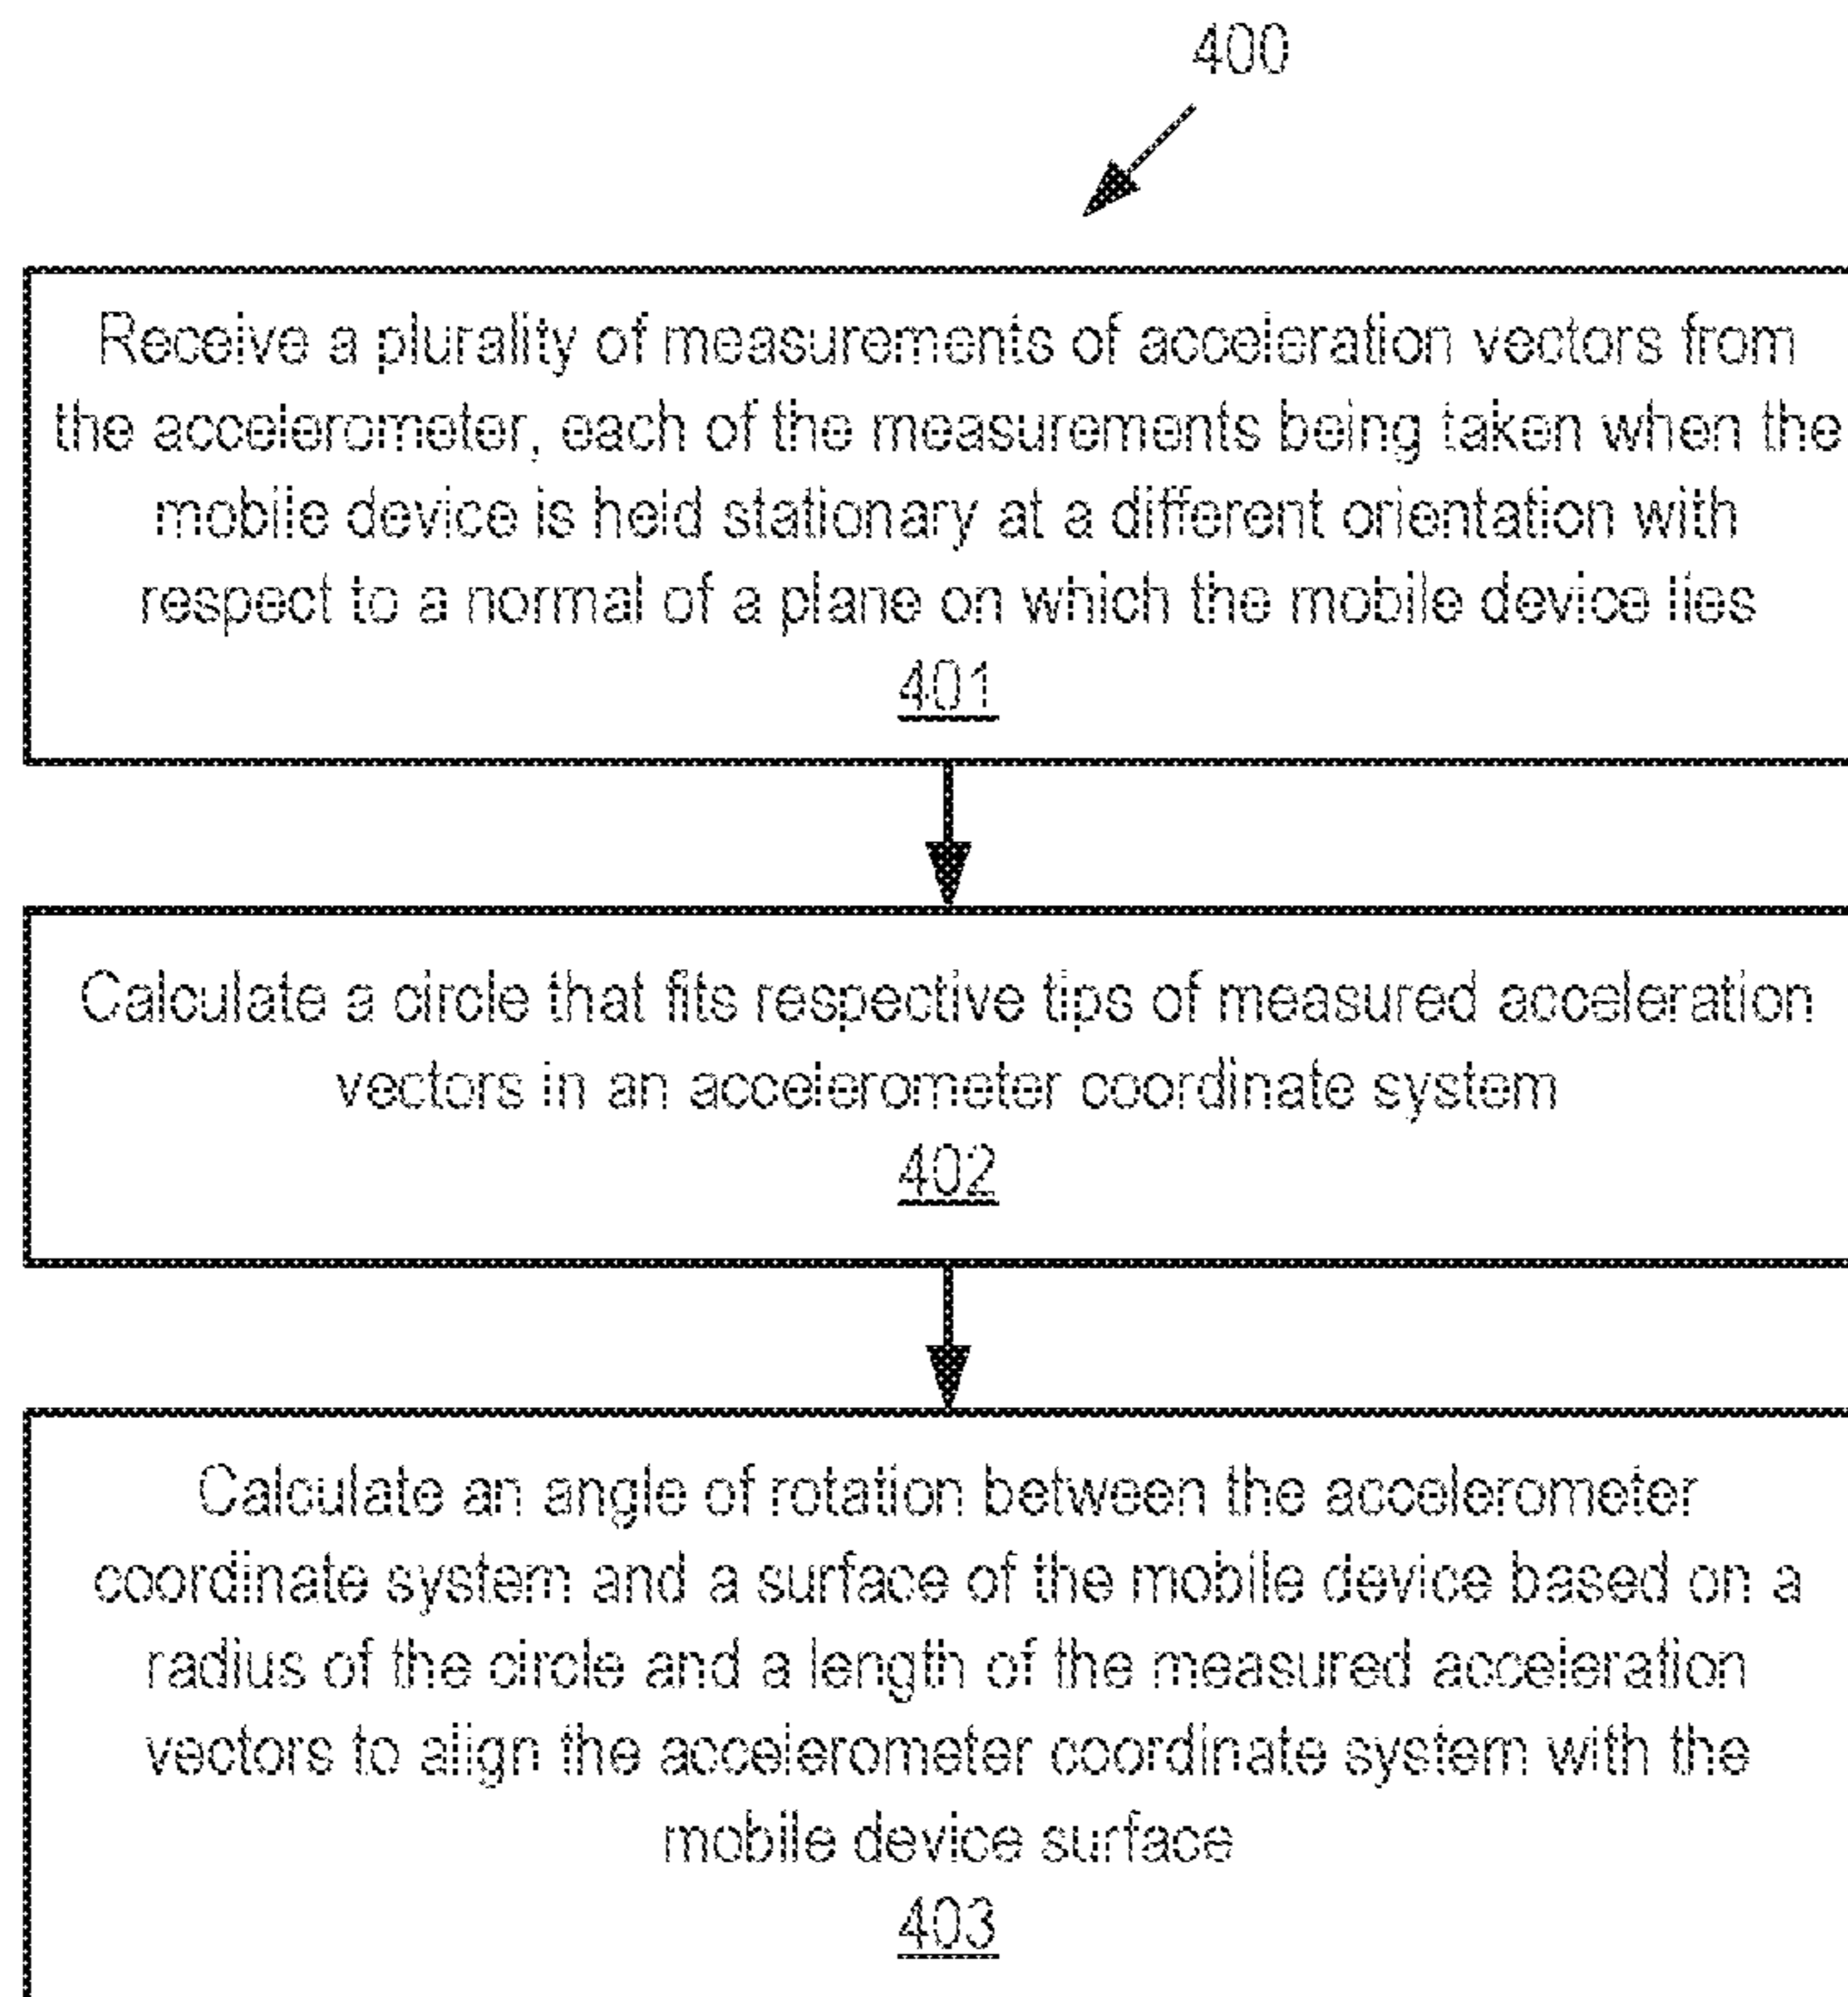 400
Receive a plurality of measurements of acceleration vectors from
the accelerometer, each of the measurements being taken when the
mobile device is held stationary at a different orientation with
respect to a normal of a plane on which the mobile device lies
401
Calculate a circle that fits respective tips of measured acceleration
vectors in an accelerometer coordinate system
402
Calculate an angle of rotation between the accelerometer
coordinate system and a surface of the mobile device based on a
radius of the circle and a length of the measured acceleration
vectors to align the accelerometer coordinate system with the
mobile device surface
403